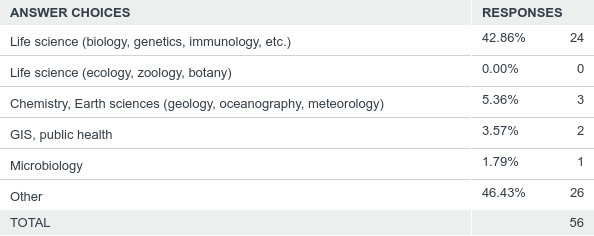 ANSWER CHOICES RESPONSES
Life science (biology, genetics, immunology, etc.) 42.86% 24
Life science (ecology, zoology, botany) 0.00% 0
Chemistry, Earth sciences (geology, oceanography, meteorology) 5.36% 3
GIS, public health 3.57% 2
Microbiology 1.79% 1
Other 46.43% 26
TOTAL 56